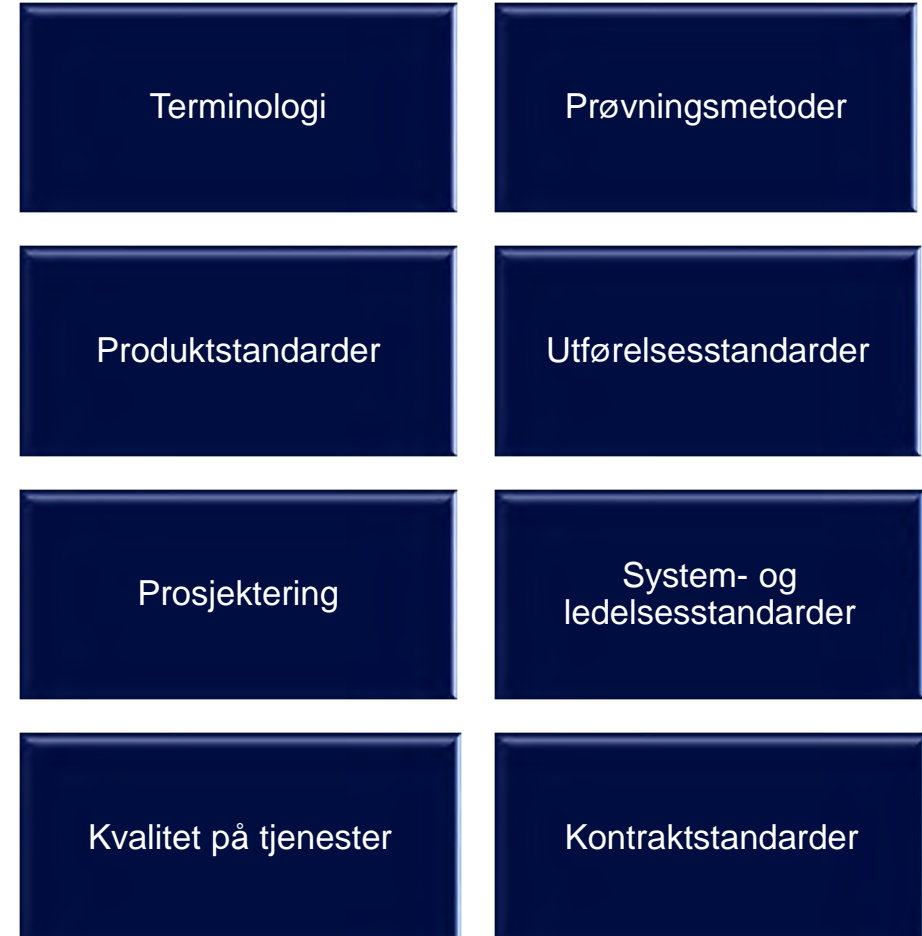 Terminologi
Prøvningsmetoder
Produktstandarder
Utførelsesstandarder
Prosjektering
System- og
ledelsesstandarder
Kvalitet på tjenester
Kontraktstandarder